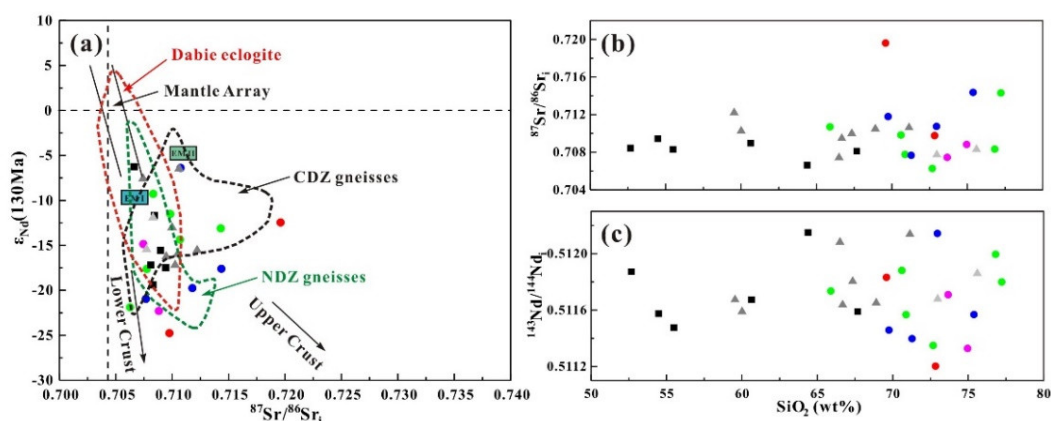 (a)
Dabie eclogite
Mantle Array
EMII
EMI
CDZ gneisses
NDZ gneisses
Lower Crust
Upper Crust
10
5
0
-5
-10
-15
-20
-25
-30
εNd(130Ma)
0.700 0.705 0.710 0.715 0.720 0.725 0.730 0.735 0.740
87Sr/86Sri
(b)
0.720
0.716
0.712
0.708
0.704
87Sr/86Sri
(c)
0.5120
0.5116
0.5112
143Nd/144Ndi
50 55 60 65 70 75 80
SiO2 (wt%)